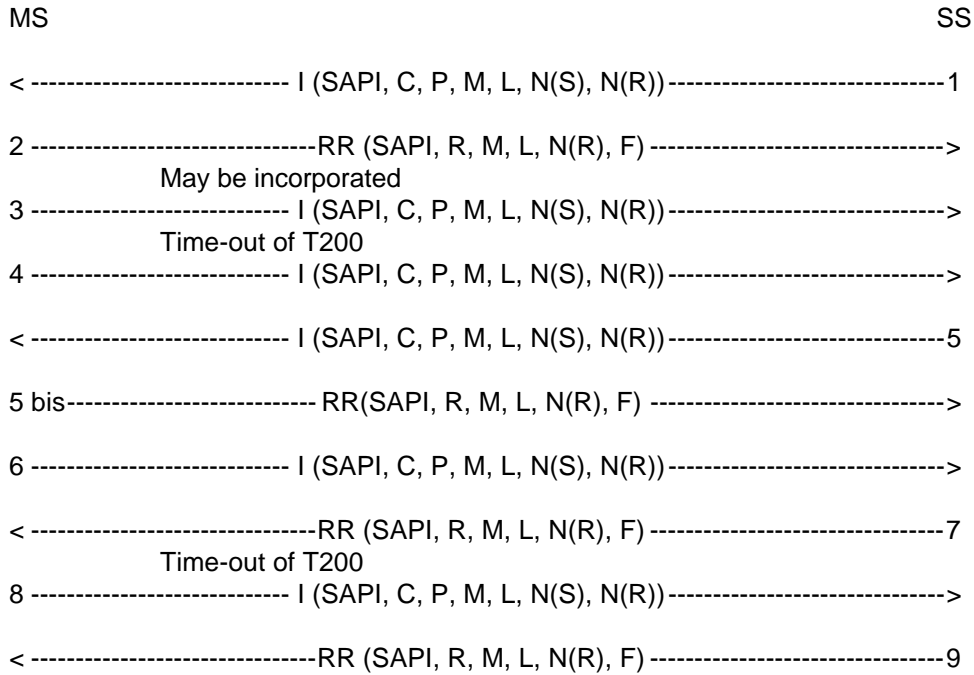 MS SS
< ----------------------------- I (SAPI, C, P, M, L, N(S), N(R))-------------------------------1
2 --------------------------------RR (SAPI, R, M, L, N(R), F) --------------------------------->
May be incorporated
3 ----------------------------- I (SAPI, C, P, M, L, N(S), N(R))------------------------------->
Time-out of T200
4 ----------------------------- I (SAPI, C, P, M, L, N(S), N(R))------------------------------->
< ----------------------------- I (SAPI, C, P, M, L, N(S), N(R))-------------------------------5
5 bis---------------------------- RR(SAPI, R, M, L, N(R), F) --------------------------------->
6 ----------------------------- I (SAPI, C, P, M, L, N(S), N(R))------------------------------->
< --------------------------------RR (SAPI, R, M, L, N(R), F) ---------------------------------7
Time-out of T200
8 ----------------------------- I (SAPI, C, P, M, L, N(S), N(R))------------------------------->
< --------------------------------RR (SAPI, R, M, L, N(R), F) ---------------------------------9